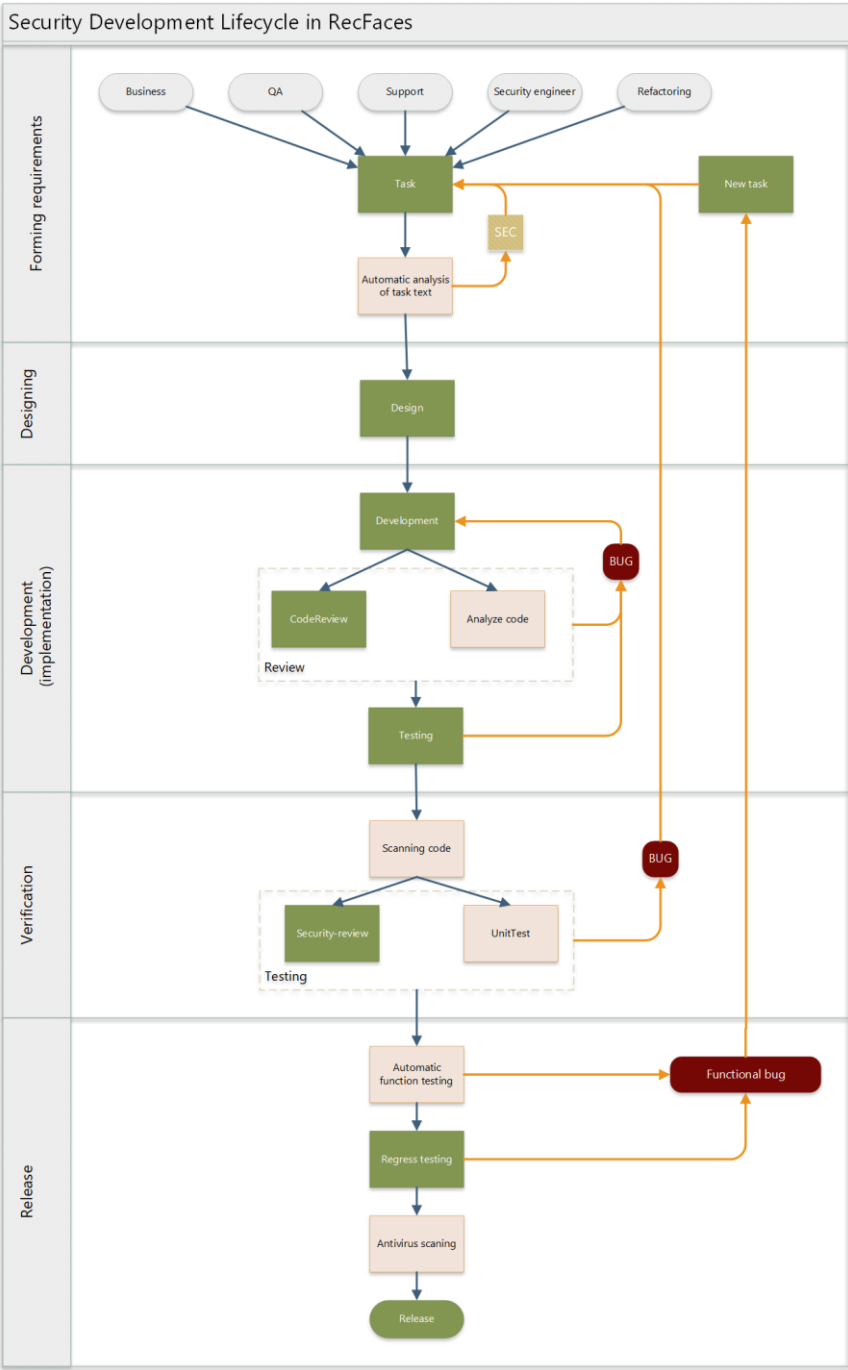 Security Development Lifecycle in RecFaces
Forming requirements
Business
QA
Support
Security engineer
Refactoring
Task
New task
SEC
Automatic analysis
of task text
Designing
Design
Development
(implementation)
Development
BUG
CodeReview
Analyze code
Review
Testing
Verification
Scanning code
BUG
Security-review
UnitTest
Testing
Release
Automatic
function testing
Functional bug
Regress testing
Antivirus scaning
Release